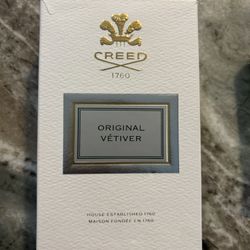 CREED
1760
ORIGINAL
VÉTIVER
HOUSE ESTABLISHED 1760
MAISON FONDÉE EN 1760